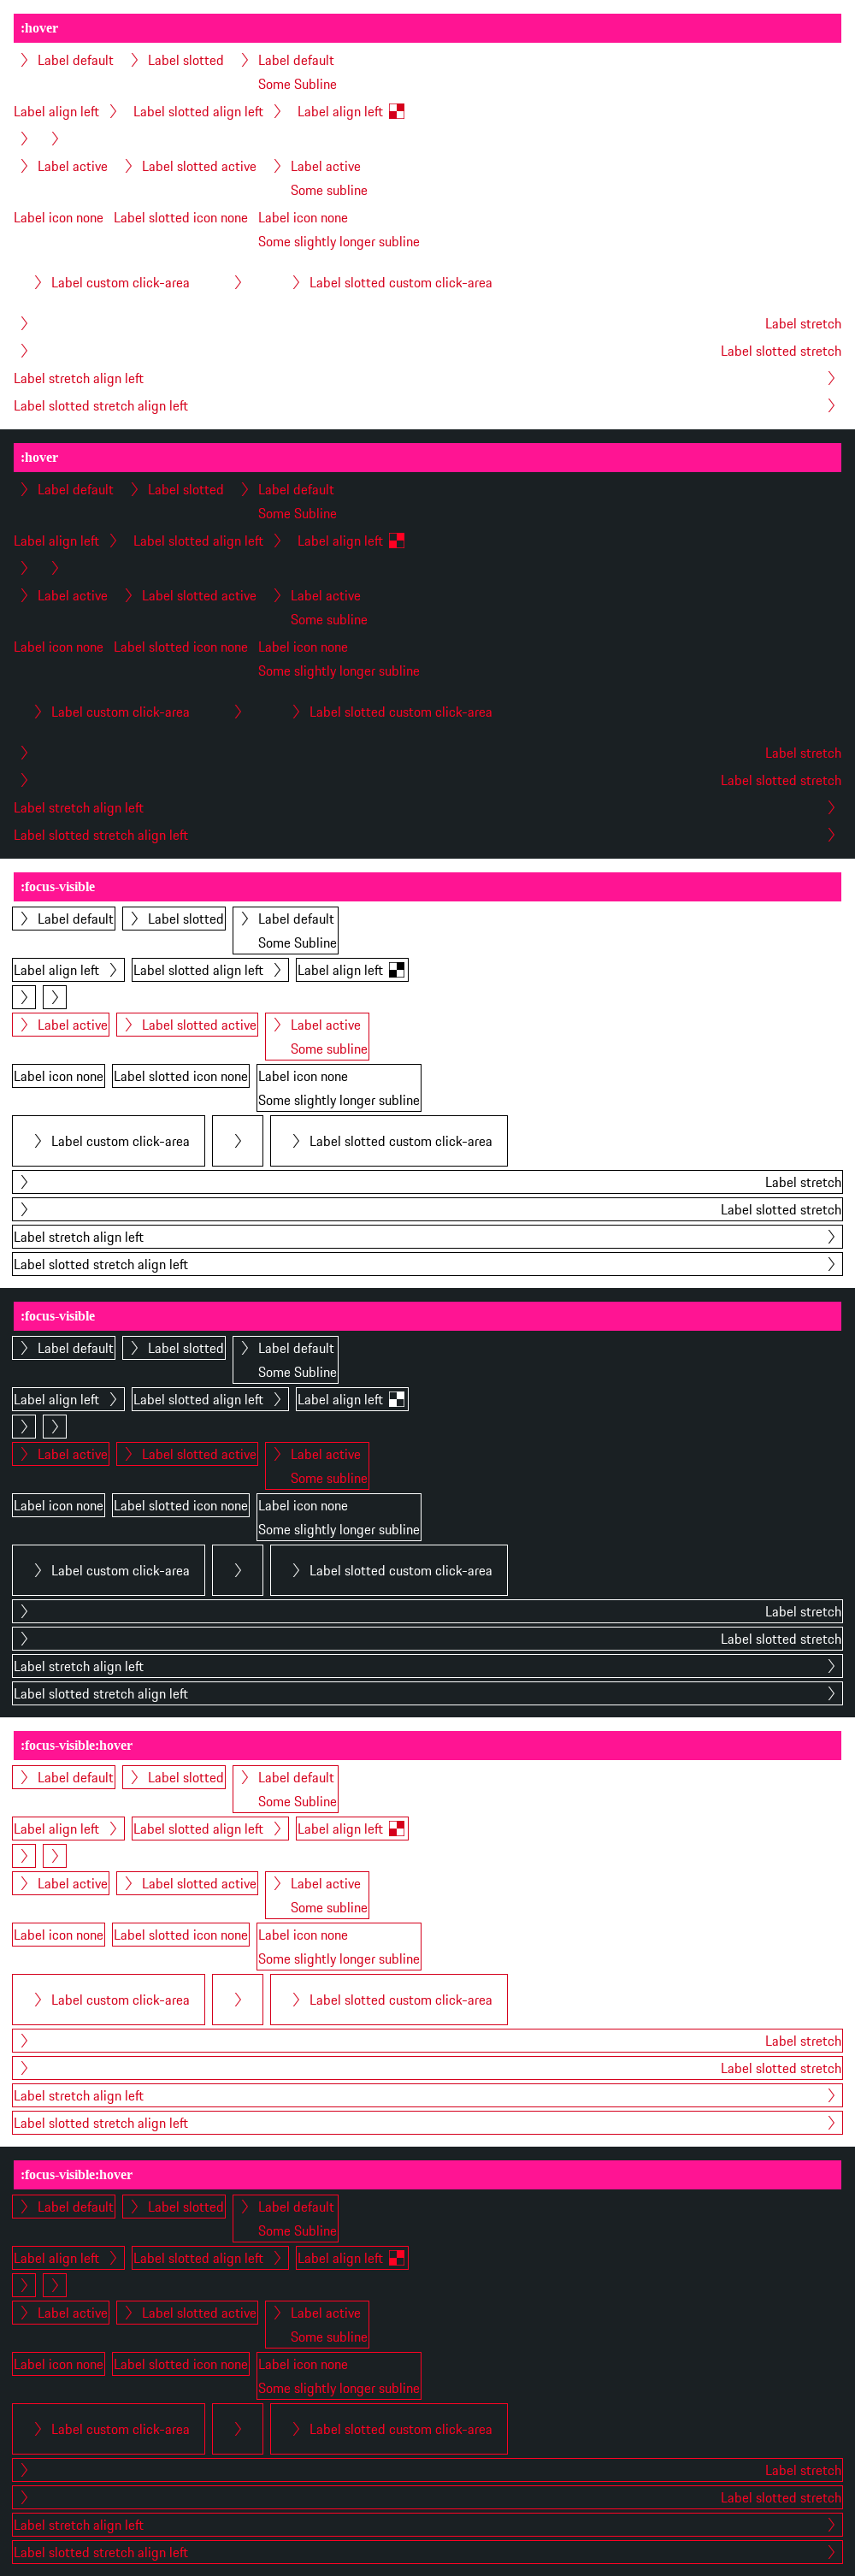 :hover
Label default Label slotted Label default
Some Subline
Label align left Label slotted align left Label align left
Label active Label slotted active Label active
Some subline
Label icon none Label slotted icon none Label icon none
Some slightly longer subline
Label custom click-area Label slotted custom click-area
Label stretch
Label slotted stretch
Label stretch align left
Label slotted stretch align left
:hover
Label default Label slotted Label default
Some Subline
Label align left Label slotted align left Label align left
Label active Label slotted active Label active
Some subline
Label icon none Label slotted icon none Label icon none
Some slightly longer subline
Label custom click-area Label slotted custom click-area
Label stretch
Label slotted stretch
Label stretch align left
Label slotted stretch align left
:focus-visible
Label default Label slotted Label default
Some Subline
Label align left Label slotted align left Label align left
Label active Label slotted active Label active
Some subline
Label icon none Label slotted icon none Label icon none
Some slightly longer subline
Label custom click-area Label slotted custom click-area
Label stretch
Label slotted stretch
Label stretch align left
Label slotted stretch align left
:focus-visible
Label default Label slotted Label default
Some Subline
Label align left Label slotted align left Label align left
Label active Label slotted active Label active
Some subline
Label icon none Label slotted icon none Label icon none
Some slightly longer subline
Label custom click-area Label slotted custom click-area
Label stretch
Label slotted stretch
Label stretch align left
Label slotted stretch align left
:focus-visible:hover
Label default Label slotted Label default
Some Subline
Label align left Label slotted align left Label align left
Label active Label slotted active Label active
Some subline
Label icon none Label slotted icon none Label icon none
Some slightly longer subline
Label custom click-area Label slotted custom click-area
Label stretch
Label slotted stretch
Label stretch align left
Label slotted stretch align left
:focus-visible:hover
Label default Label slotted Label default
Some Subline
Label align left Label slotted align left Label align left
Label active Label slotted active Label active
Some subline
Label icon none Label slotted icon none Label icon none
Some slightly longer subline
Label custom click-area Label slotted custom click-area
Label stretch
Label slotted stretch
Label stretch align left
Label slotted stretch align left